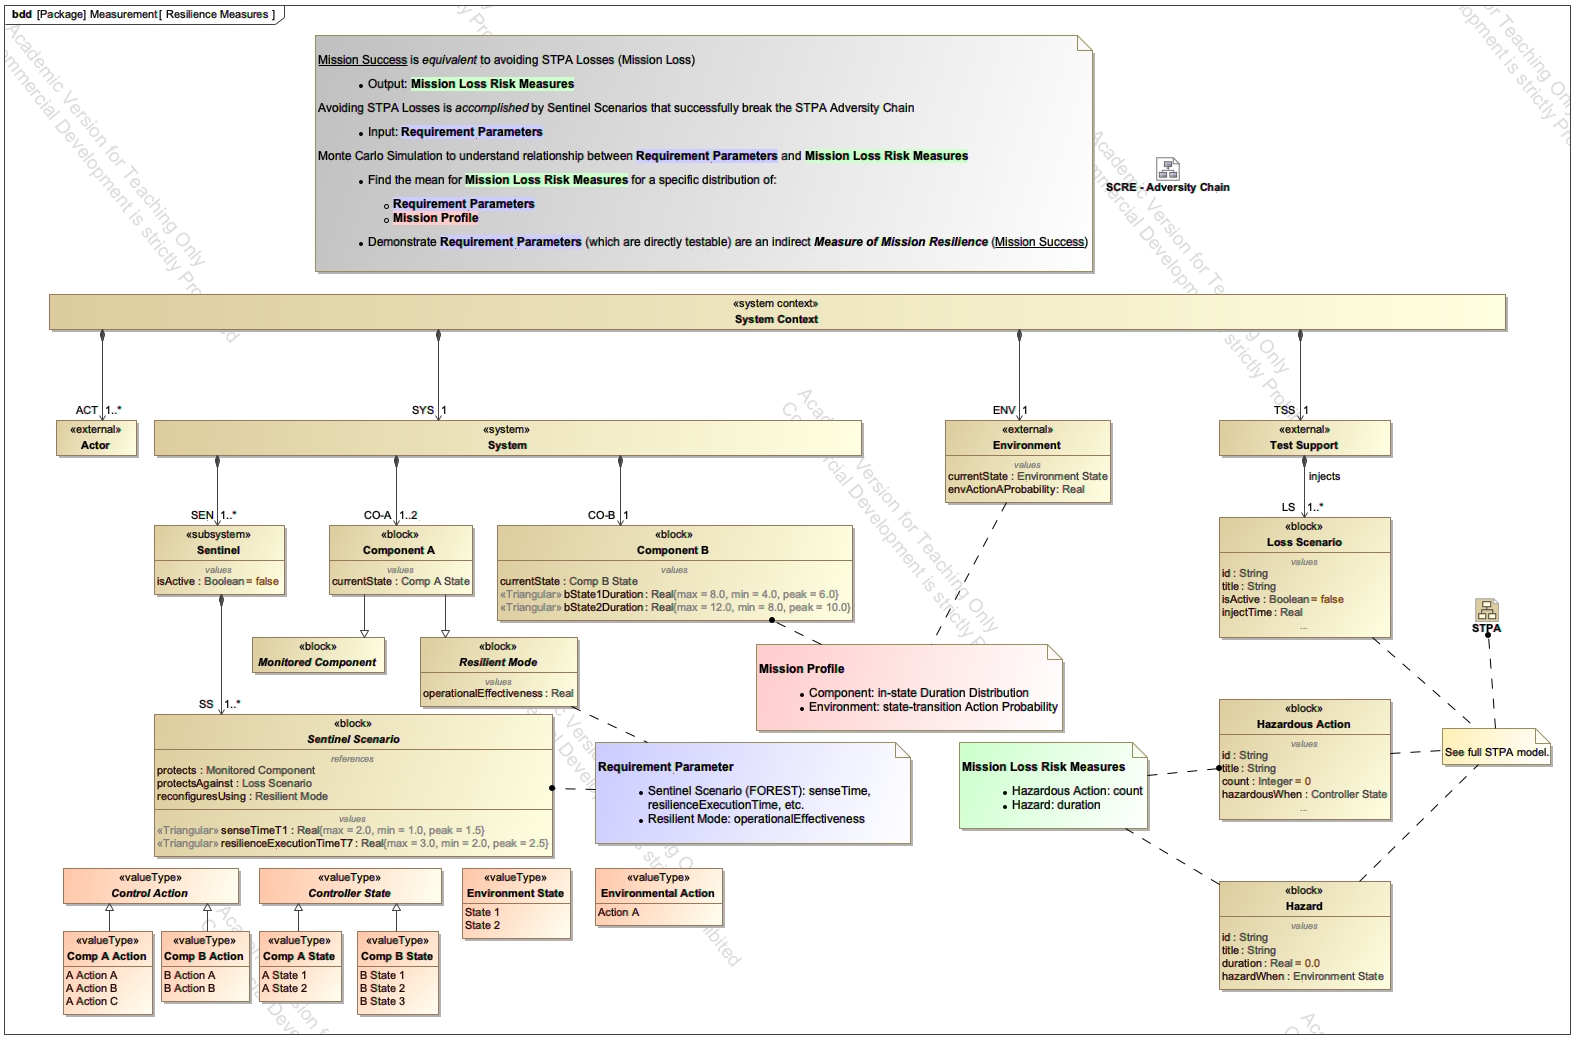 bdd [Package] Measurement[ Resilience Measures ]
Mission Success is equivalent to avoiding STPA Losses (Mission Loss)
• Output: Mission Loss Risk Measures
Avoiding STPA Losses is accomplished by Sentinel Scenarios that successfully break the STPA Adversity Chain
• Input: Requirement Parameters
Monte Carlo Simulation to understand relationship between Requirement Parameters and Mission Loss Risk Measures
• Find the mean for Mission Loss Risk Measures for a specific distribution of:
o Requirement Parameters
o Mission Profile
• Demonstrate Requirement Parameters (which are directly testable) are an indirect Measure of Mission Resilience (Mission Success)
SCRE - Adversity Chain
«system context»
System Context
ACT 1..*
SYS 1
ENV 1
TSS 1
«external»
Actor
«system»
System
«external»
Environment
values
currentState : Environment State
envActionAProbability: Real
«external»
Test Support
injects
SEN 1..*
CO-A 1..2
CO-B 1
LS 1..*
«subsystem»
Sentinel
values
isActive : Boolean = false
«block»
Component A
values
currentState : Comp A State
«block»
Component B
values
currentState : Comp B State
«Triangular» bState1Duration : Real{max = 8.0, min = 4.0, peak = 6.0}
«Triangular» bState2Duration : Real{max = 12.0, min = 8.0, peak = 10.0}
«block»
Loss Scenario
values
id : String
title : String
isActive : Boolean = false
injectTime : Real
...
STPA
«block»
Monitored Component
«block»
Resilient Mode
values
operationalEffectiveness : Real
Mission Profile
• Component: in-state Duration Distribution
• Environment: state-transition Action Probability
SS 1..*
«block»
Sentinel Scenario
references
protects : Monitored Component
protectsAgainst : Loss Scenario
reconfiguresUsing : Resilient Mode
values
«Triangular» senseTimeT1 : Real{max = 2.0, min = 1.0, peak = 1.5}
«Triangular» resilienceExecutionTimeT7 : Real{max = 3.0, min = 2.0, peak = 2.5}
Requirement Parameter
• Sentinel Scenario (FOREST): senseTime,
resilienceExecutionTime, etc.
• Resilient Mode: operationalEffectiveness
Mission Loss Risk Measures
• Hazardous Action: count
• Hazard: duration
«block»
Hazardous Action
values
id : String
title : String
count : Integer = 0
hazardousWhen : Controller State
...
See full STPA model.
«valueType»
Control Action
«valueType»
Controller State
«valueType»
Environment State
State 1
State 2
«valueType»
Environmental Action
Action A
«block»
Hazard
values
id : String
title : String
duration : Real = 0.0
hazardWhen : Environment State
«valueType»
Comp A Action
A Action A
A Action B
A Action C
«valueType»
Comp B Action
B Action A
B Action B
«valueType»
Comp A State
A State 1
A State 2
«valueType»
Comp B State
B State 1
B State 2
B State 3
Academic Version for Teaching Only